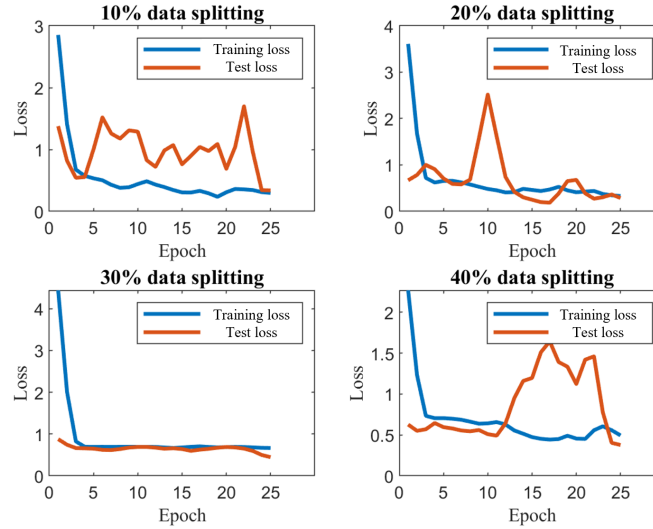 10% data splitting
3
2
1
0
Loss
Training loss
Test loss
0 5 10 15 20 25
Epoch
20% data splitting
4
3
2
1
0
Loss
Training loss
Test loss
0 5 10 15 20 25
Epoch
30% data splitting
4
3
2
1
0
Loss
Training loss
Test loss
0 5 10 15 20 25
Epoch
40% data splitting
2
1.5
1
0.5
0
Loss
Training loss
Test loss
0 5 10 15 20 25
Epoch